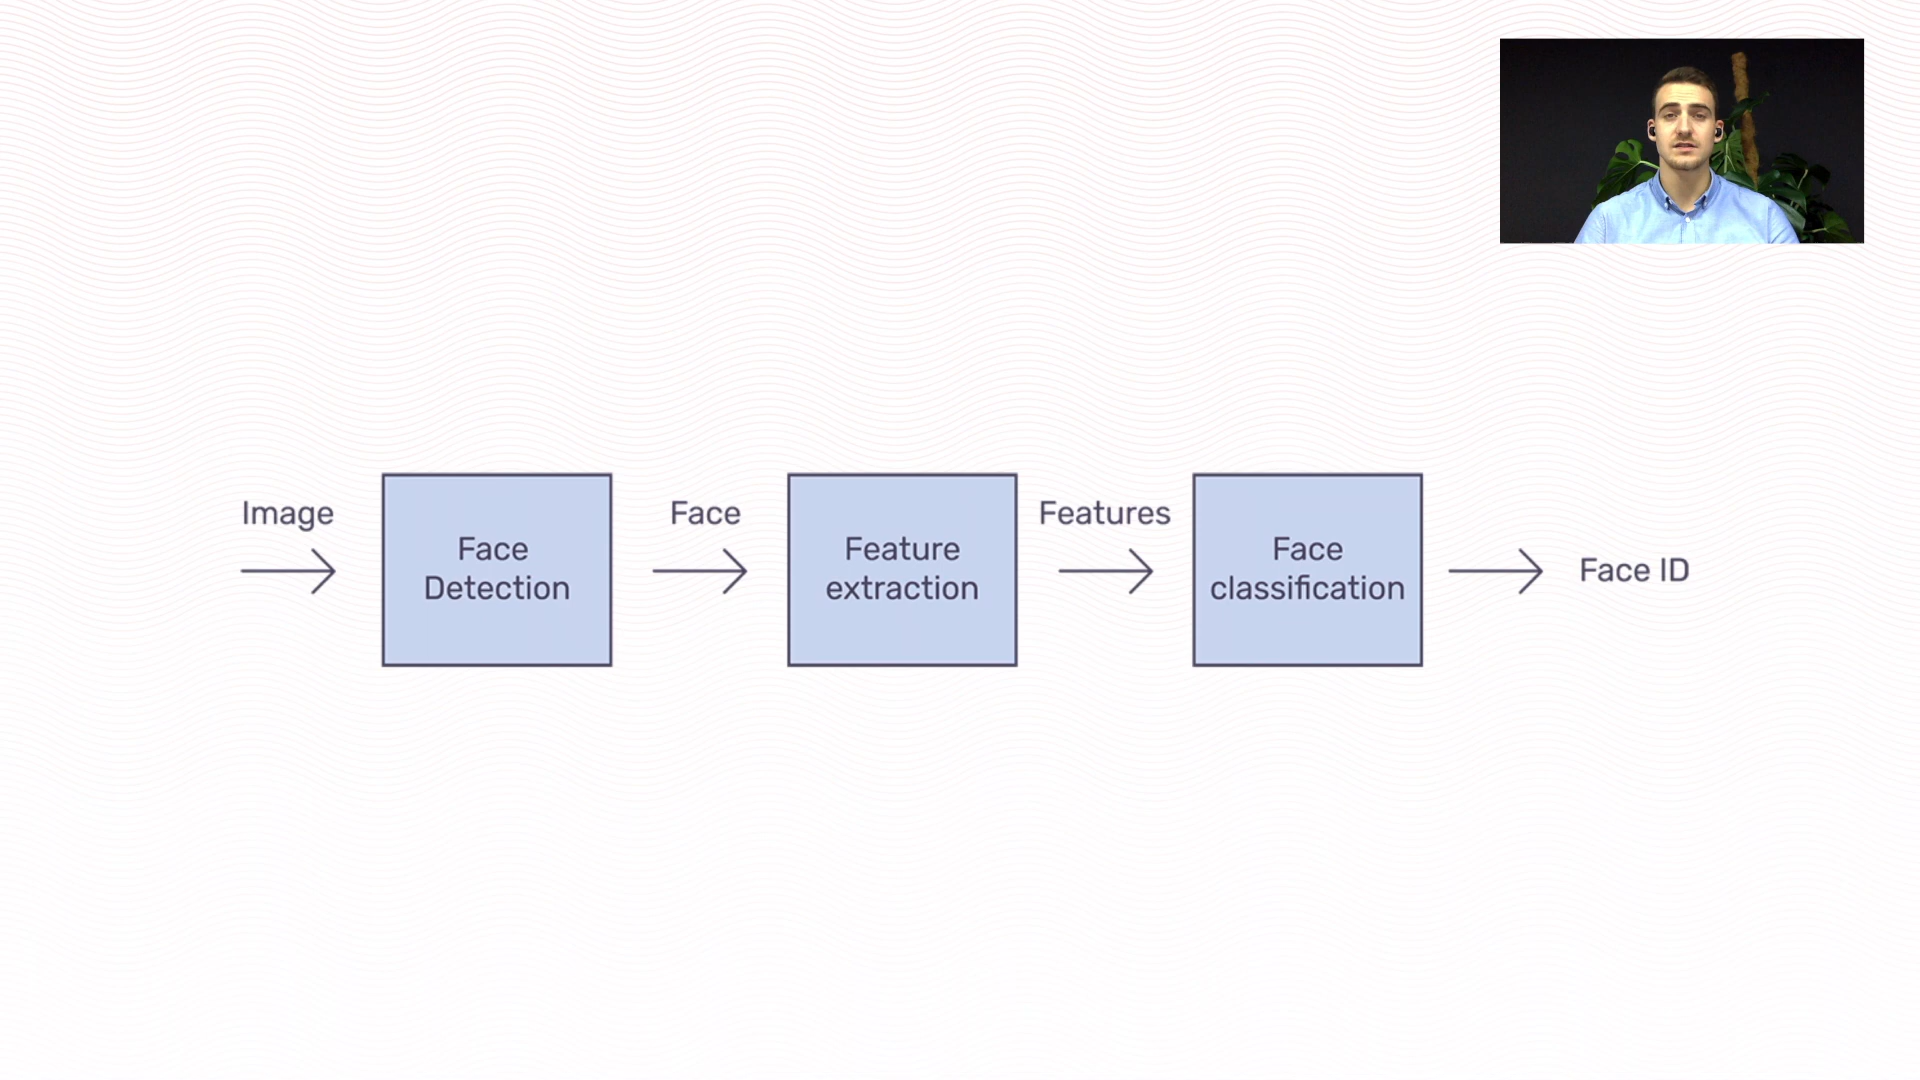 Image
Face
Detection
Face
Feature
extraction
Features
Face
classification
Face ID